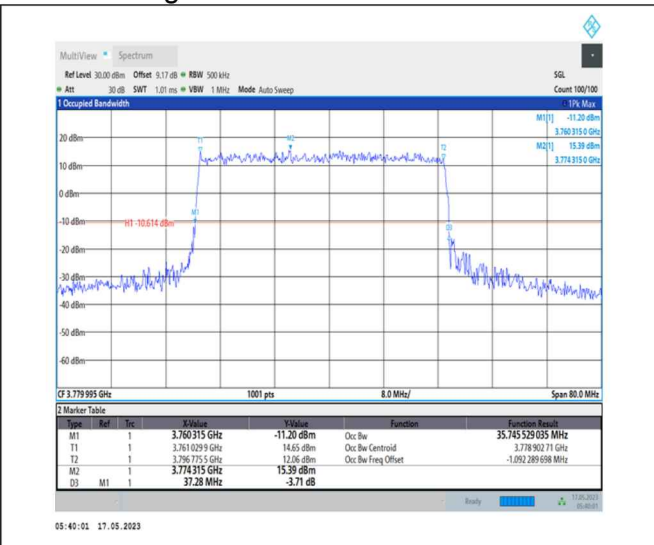 MultiView Spectrum
Ref Level 30.00 dBm Offset 9.17 dB RBW 500 kHz SGL
Att 30 dB SWT 1.01 ms VBW 1 MHz Mode Auto Sweep Count 100/100
1 Occupied Bandwidth 1Pk Max
M1[1] -11.20 dBm
3.760 315 0 GHz
M2[1] 15.39 dBm
3.774 315 0 GHz
T1 M2 T2
20 dBm
10 dBm
0 dBm
M1
-10 dBm H1 -10.614 dBm
D3
-20 dBm
-30 dBm
-40 dBm
-50 dBm
-60 dBm
CF 3.779 995 GHz 1001 pts 8.0 MHz/ Span 80.0 MHz
2 Marker Table
Type Ref Trc X-Value Y-Value Function Function Result
M1 1 3.760 315 GHz -11.20 dBm Occ Bw 35.745 529 035 MHz
T1 1 3.761 029 9 GHz 14.65 dBm Occ Bw Centroid 3.778 902 71 GHz
T2 1 3.796 775 5 GHz 12.06 dBm Occ Bw Freq Offset -1.092 289 698 MHz
M2 1 3.774 315 GHz 15.39 dBm
D3 M1 1 37.28 MHz -3.71 dB
Ready 17.05.2023
05:40:01
05:40:01 17.05.2023